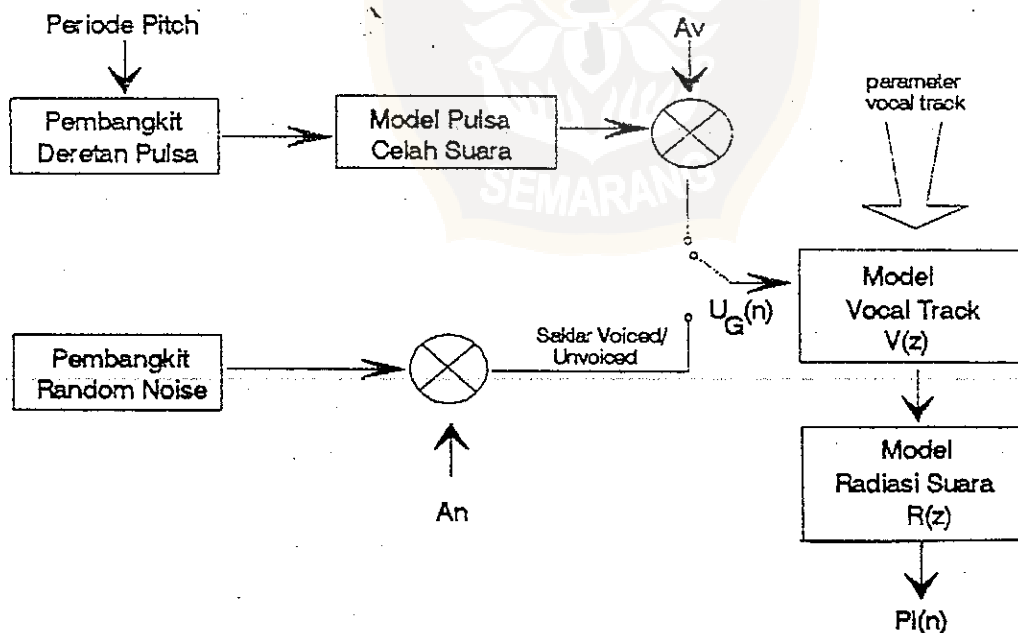 Periode Pitch
Av
parameter
vocal track
Pembangkit
Deretan Pulsa
Model Pulsa
Celah Suara
SEMARANG
Model
Vocal Track
V(z)
U_G(n)
Saklar Voiced/
Unvoiced
Pembangkit
Random Noise
An
Model
Radiasi Suara
R(z)
Pl(n)